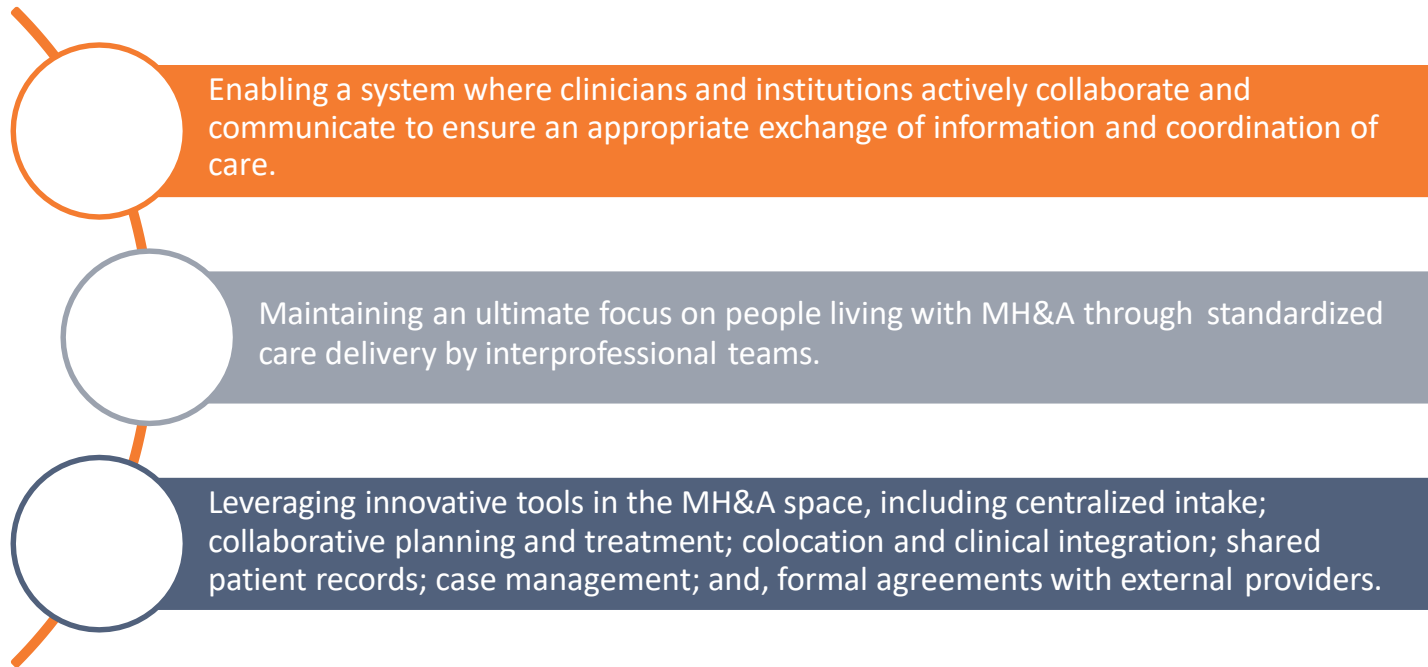 Enabling a system where clinicians and institutions actively collaborate and
communicate to ensure an appropriate exchange of information and coordination of
care.
Maintaining an ultimate focus on people living with MH&A through standardized
care delivery by interprofessional teams.
Leveraging innovative tools in the MH&A space, including centralized intake;
collaborative planning and treatment; colocation and clinical integration; shared
patient records; case management; and, formal agreements with external providers.